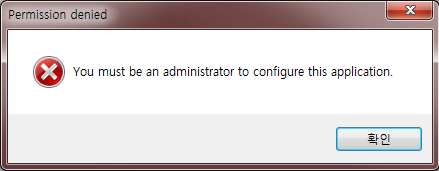 Permission denied
You must be an administrator to configure this application.
확인